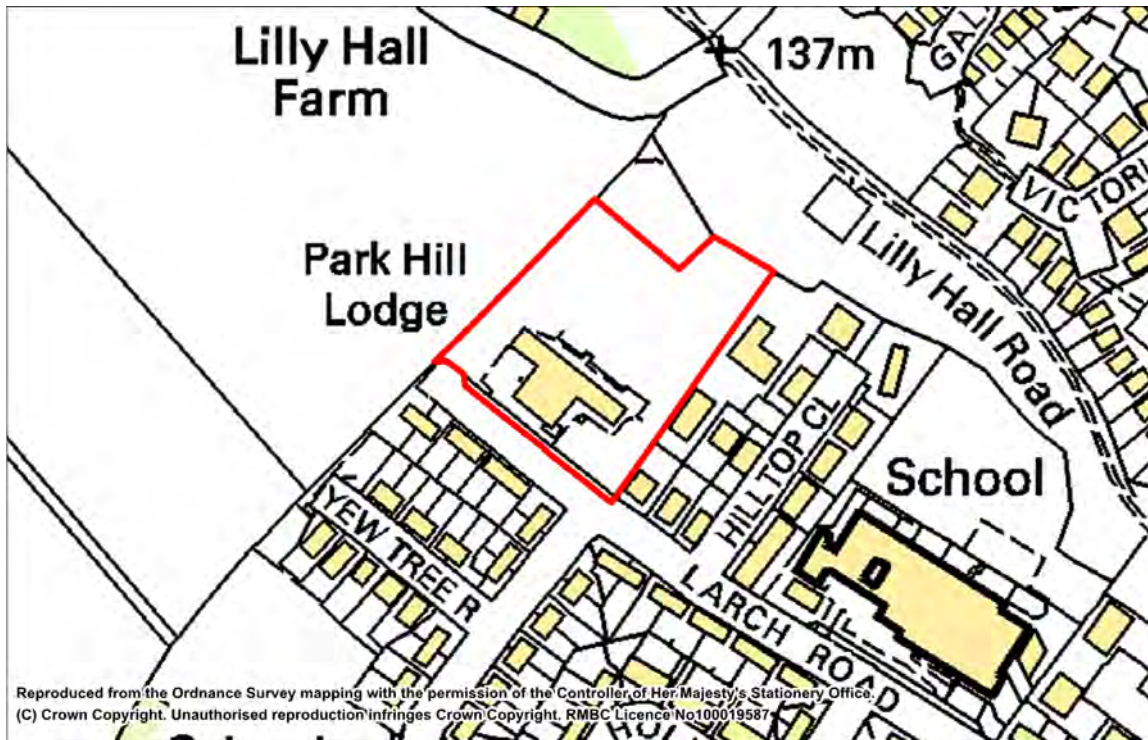 Lilly Hall
Farm
137m
GAL
VICTORI
Park Hill
Lodge
Lilly Hall Road
HILLTOP CL
School
YEW TREE R
LARCH ROAD
Reproduced from the Ordnance Survey mapping with the permission of the Controller of Her Majesty's Stationery Office.
(C) Crown Copyright. Unauthorised reproduction infringes Crown Copyright. RMBC Licence No100019587.